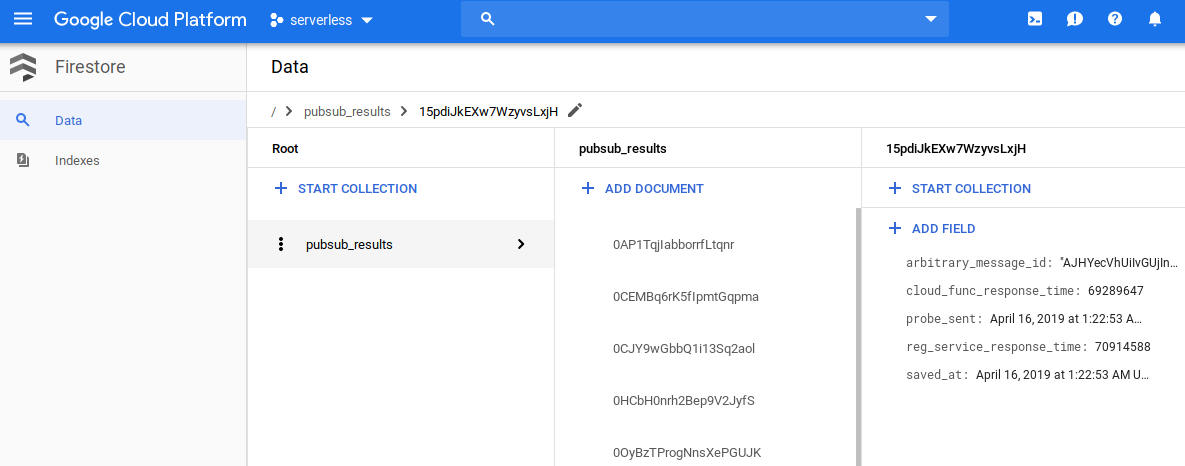 Google Cloud Platform serverless
Firestore
Data
Indexes
Data
/ pubsub_results 15pdiJkEXw7WzyvsLxjH
Root
START COLLECTION
pubsub_results
pubsub_results
ADD DOCUMENT
0AP1TqjIabborrfLtqnr
0CEMBq6rK5fIpmtGqpma
0CJY9wGbbQ1i13Sq2aol
0HCbH0nrh2Bep9V2JyfS
0OyBzTProgNnsXePGUJK
15pdiJkEXw7WzyvsLxjH
START COLLECTION
ADD FIELD
arbitrary_message_id: "AJHYecVhUiIvGUjIn...
cloud_func_response_time: 69289647
probe_sent: April 16, 2019 at 1:22:53 A...
reg_service_response_time: 70914588
saved_at: April 16, 2019 at 1:22:53 AM U...